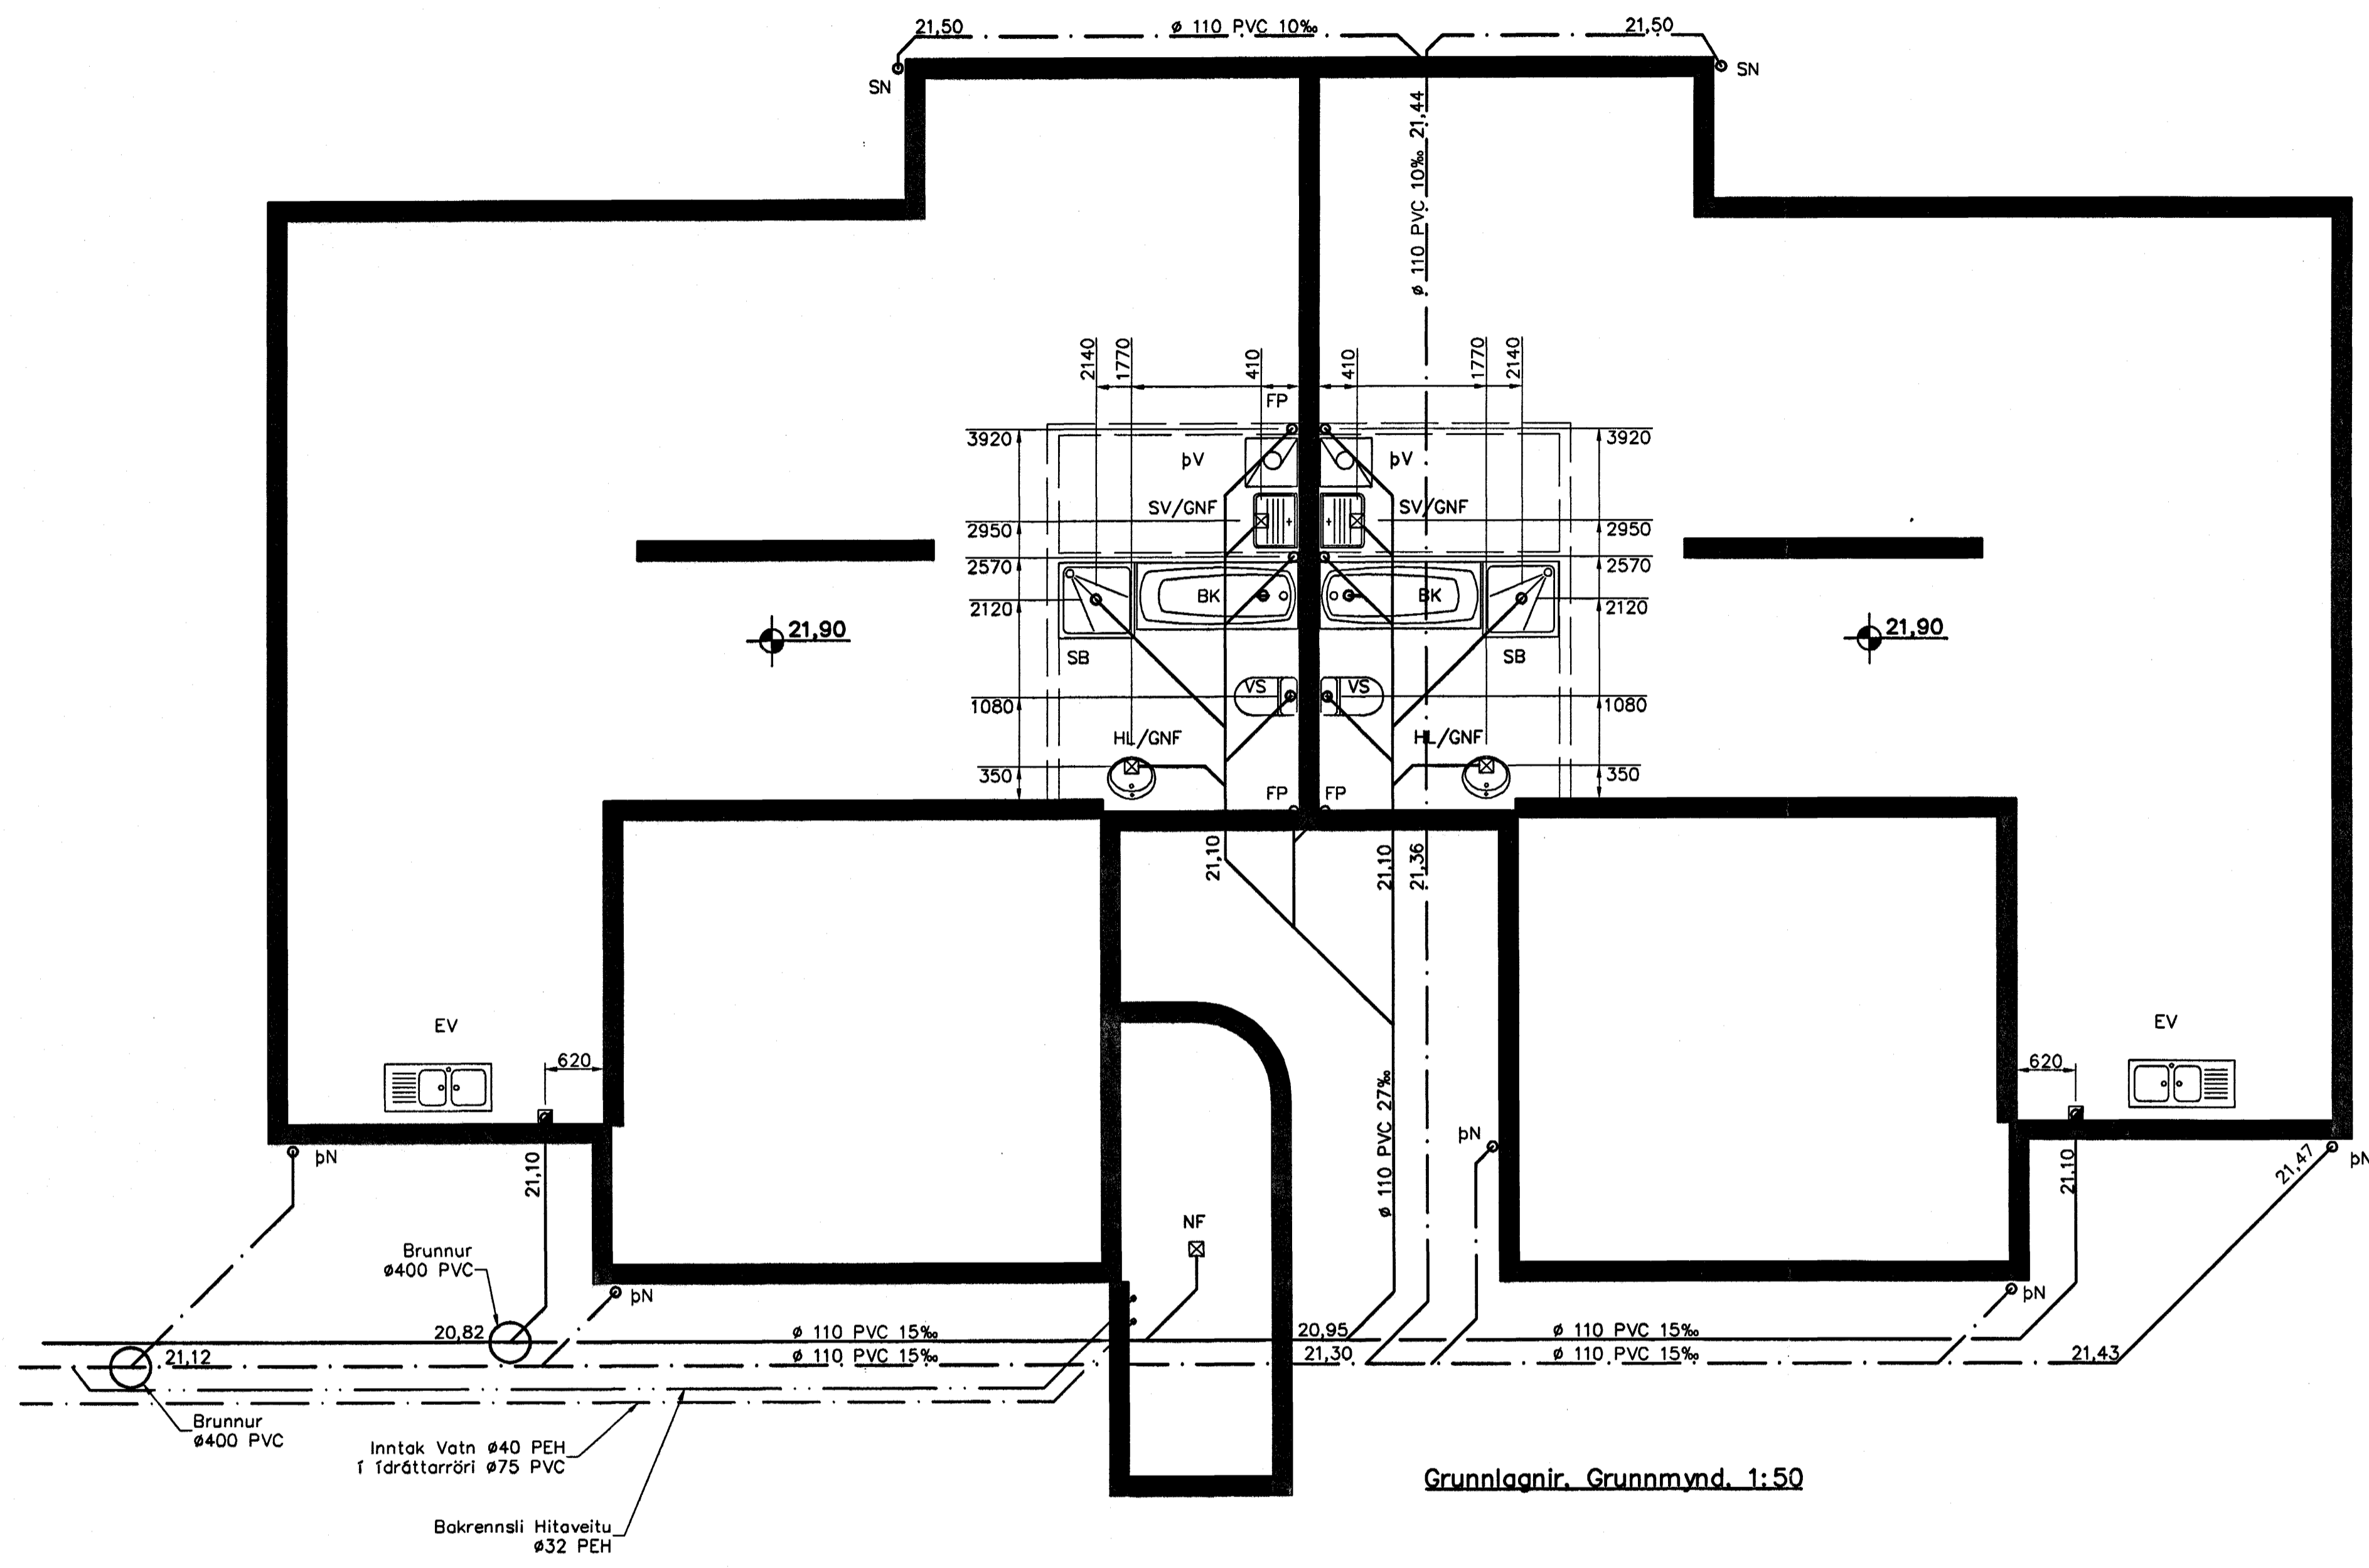 21,50
ø 110 PVC 10‰
21,50
SN
SN
ø 110 PVC 10‰ 21,44
2140
1770
410
410
1770
2140
FP
3920
3920
þV
þV
SV/GNF
SV/GNF
2950
2950
2570
2570
BK
BK
2120
2120
21,90
21,90
SB
SB
VS
VS
1080
1080
HL/GNF
HL/GNF
350
350
FP
FP
21,10
21,10
21,36
EV
EV
620
620
ø 110 PVC 27‰
þN
þN
21,10
21,10
21,47
þN
þN
NF
Brunnur
ø400 PVC
þN
þN
20,82
ø 110 PVC 15‰
20,95
ø 110 PVC 15‰
21,12
ø 110 PVC 15‰
21,30
ø 110 PVC 15‰
21,43
Brunnur
ø400 PVC
Inntak Vatn ø40 PEH
í ídráttarröri ø75 PVC
Grunnlagnir. Grunnmynd. 1:50
Bakrennsli Hitaveitu
ø32 PEH